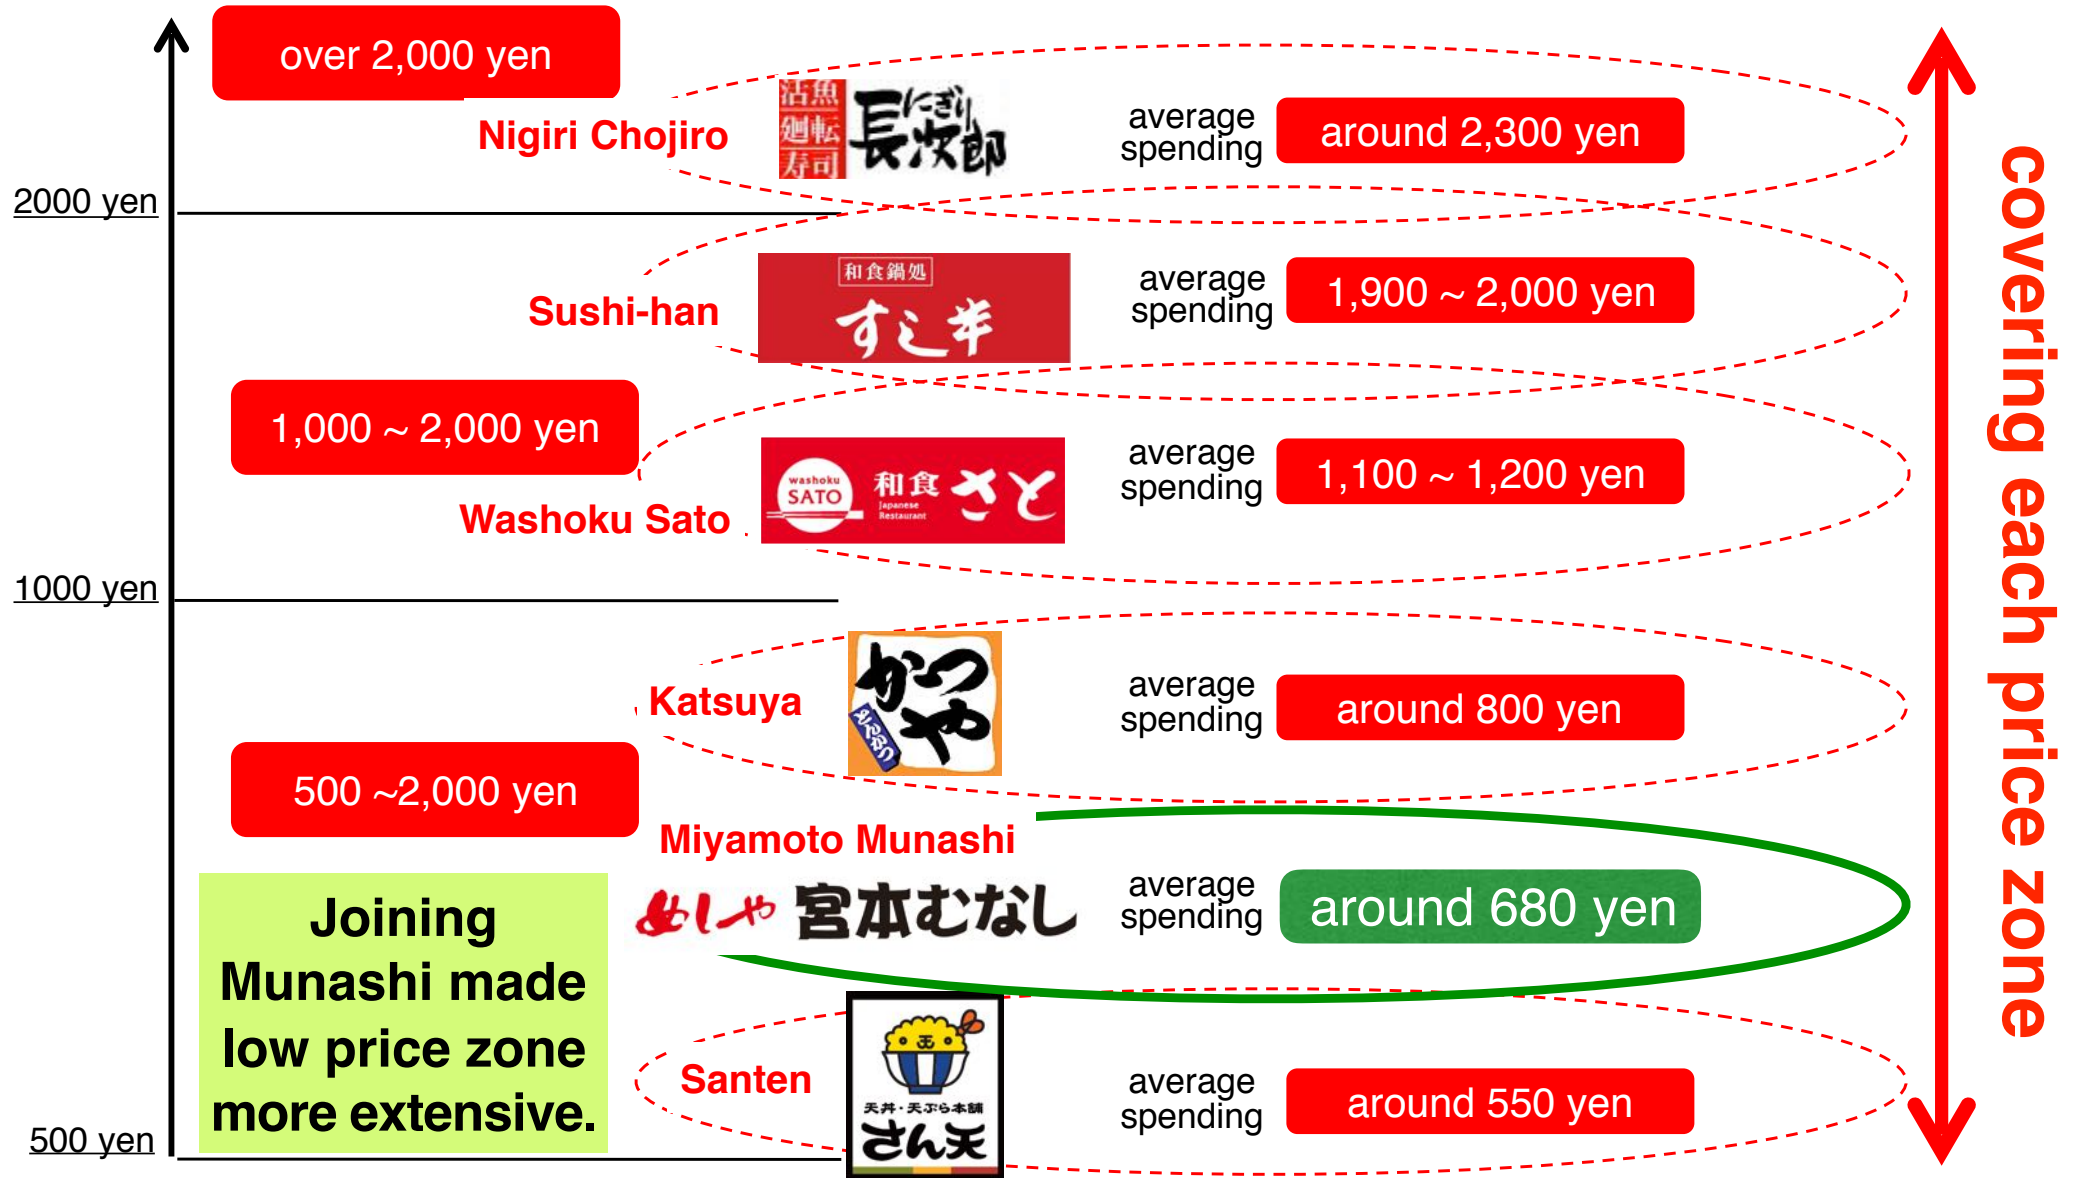 over 2,000 yen
Nigiri Chojiro
活魚
廻転
寿司
にぎり
長次郎
average
spending
around 2,300 yen
2000 yen
和食鍋処
すし半
Sushi-han
average
spending
1,900 ~ 2,000 yen
1,000 ~ 2,000 yen
washoku
SATO
和食 さと
Japanese
Restaurant
Washoku Sato
average
spending
1,100 ~ 1,200 yen
1000 yen
Katsuya
かつや
とんかつ
average
spending
around 800 yen
500 ~2,000 yen
Miyamoto Munashi
めしや 宮本むなし
average
spending
around 680 yen
Joining
Munashi made
low price zone
more extensive.
Santen
天丼・天ぷら本舗
さん天
average
spending
around 550 yen
500 yen
covering each price zone